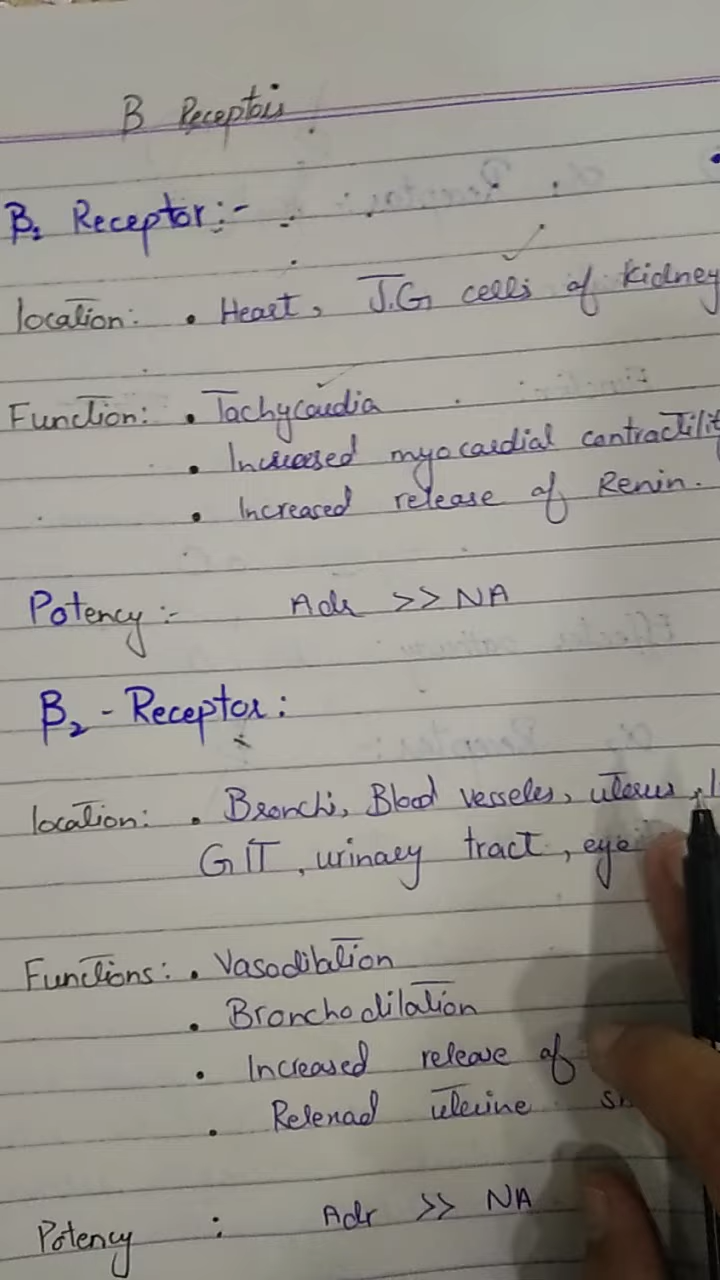 B Receptors
β1 Receptor:-
location: • Heart, J.G cells of kidney
Function: • Tachycardia
• Increased myocardial contractilit
• Increased release of Renin.
Potency:- Adr >> NA
β2 - Receptor:
location: • Bronchi, Blood vessels, uterus,
GIT, urinary tract, eye
Functions: • Vasodilation
• Bronchodilation
• Increased release of
• uterine
Potency : Adr >> NA